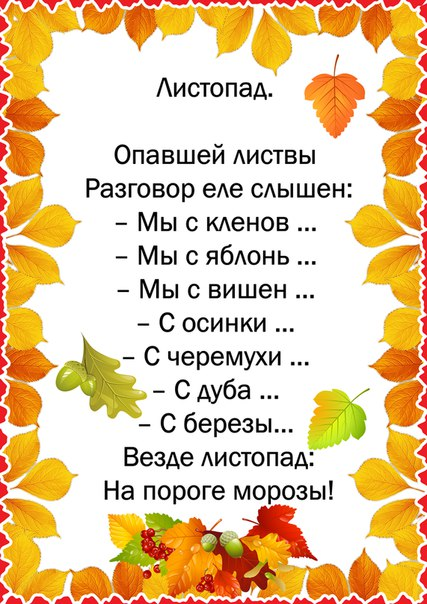 Листопад.
Опавшей листвы
Разговор еле слышен:
– Мы с кленов ...
– Мы с яблонь ...
– Мы с вишен ...
– С осинки ...
– С черемухи ...
– С дуба ...
– С березы...
Везде листопад:
На пороге морозы!